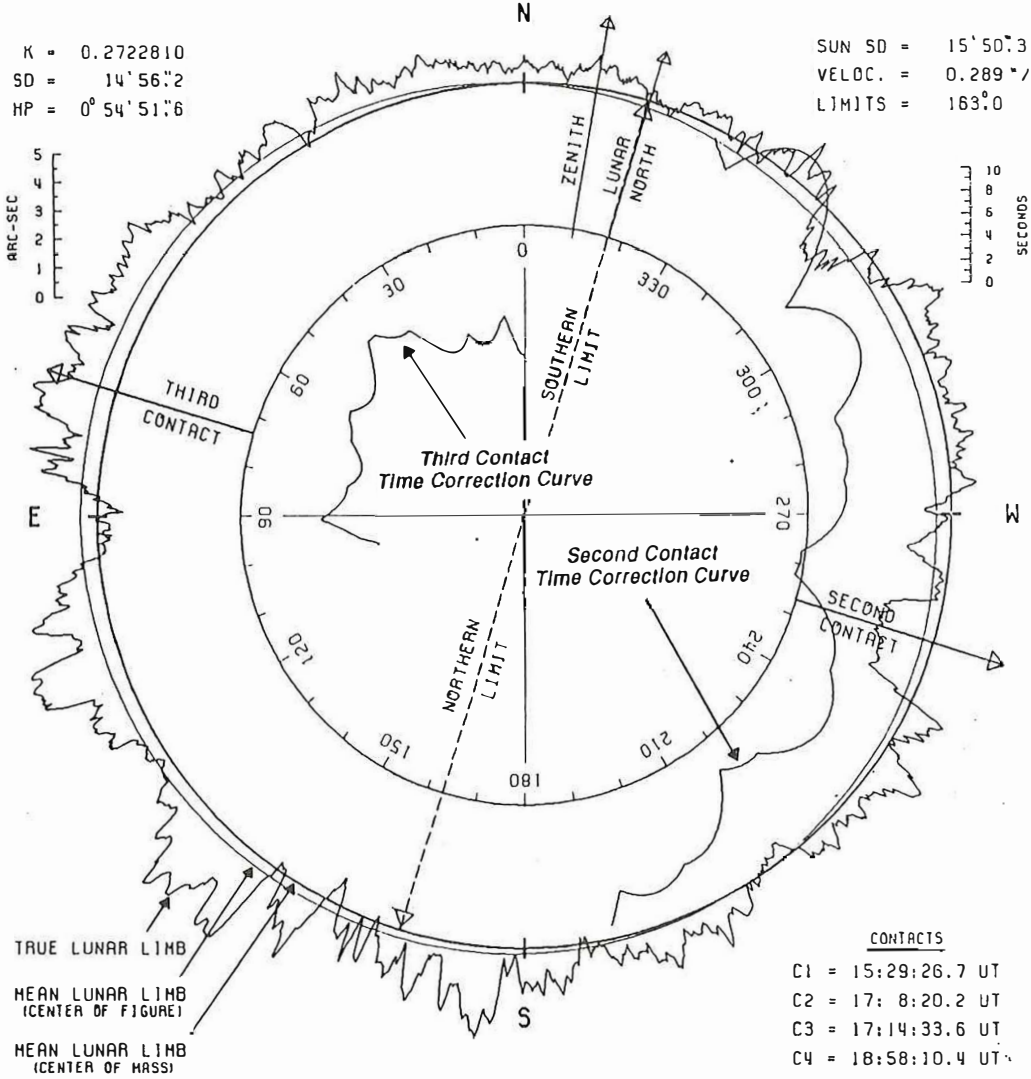 N
K = 0.2722810
SD = 14'56."2
HP = 0° 54'51."6
SUN SD = 15'50."3
VELOC. = 0.289 "/
LIMITS = 163.°0
ZENITH
LUNAR
NORTH
5
4
3
2
1
0
ARC-SEC
10
8
6
4
2
0
SECONDS
0
30
330
60
300
90
270
120
240
150
210
180
SOUTHERN
LIMIT
THIRD
CONTACT
Third Contact
Time Correction Curve
E
W
Second Contact
Time Correction Curve
SECOND
CONTACT
NORTHERN
LIMIT
TRUE LUNAR LIMB
MEAN LUNAR LIMB
(CENTER OF FIGURE)
MEAN LUNAR LIMB
(CENTER OF MASS)
S
CONTACTS
C1 = 15:29:26.7 UT
C2 = 17: 8:20.2 UT
C3 = 17:14:33.6 UT
C4 = 18:58:10.4 UT